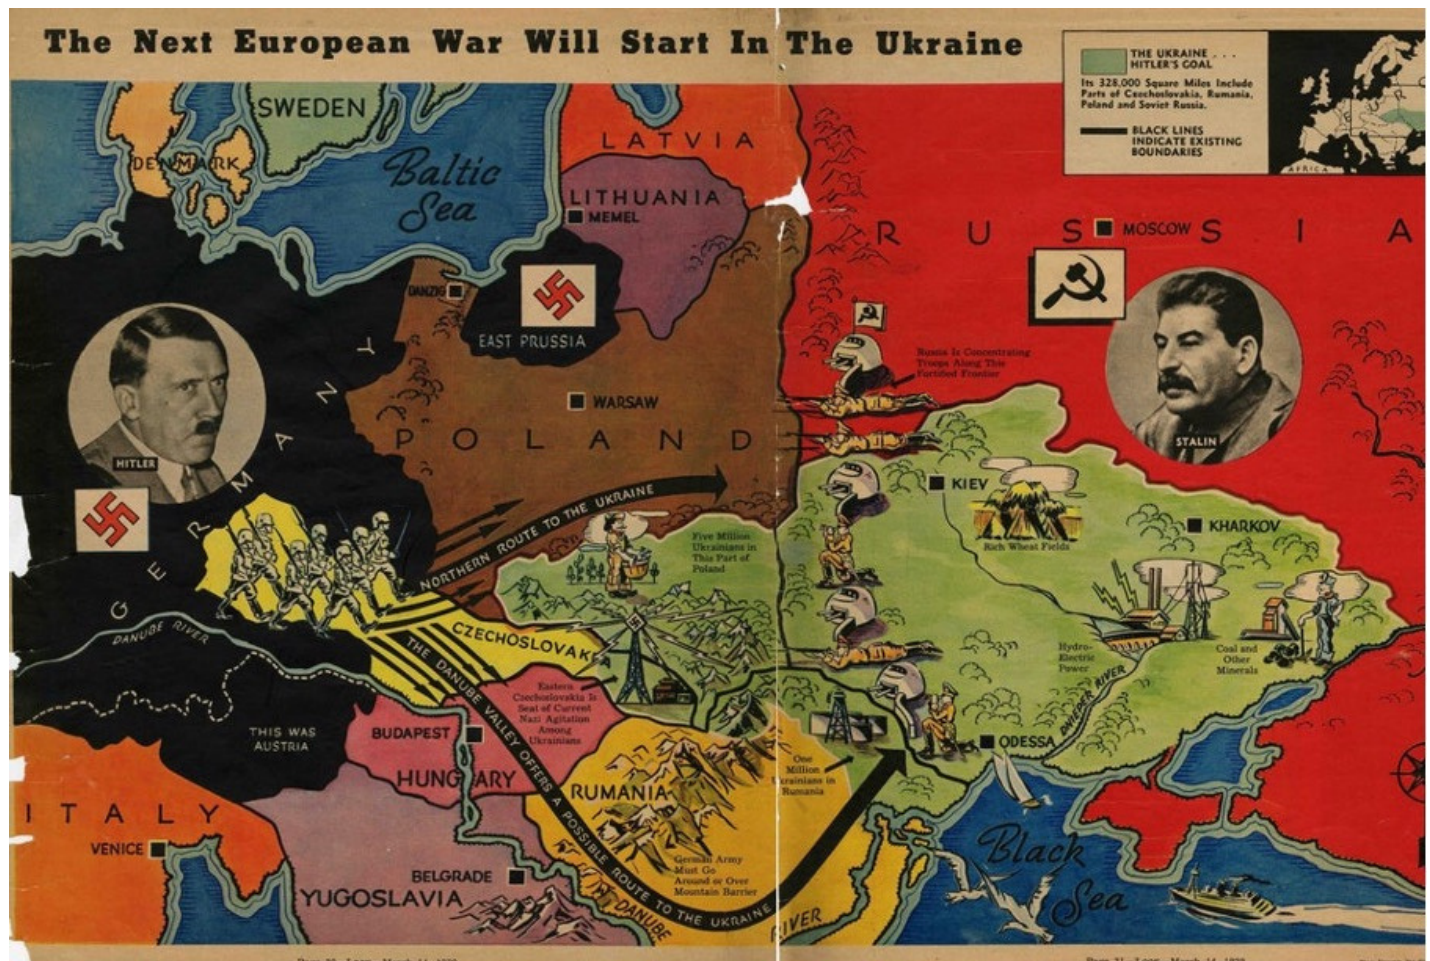 The Next European War Will Start In The Ukraine
THE UKRAINE . . .
HITLER'S GOAL
Its 328,000 Square Miles Include
Parts of Czechoslovakia, Rumania,
Poland and Soviet Russia.
BLACK LINES
INDICATE EXISTING
BOUNDARIES
AFRICA
SWEDEN
DENMARK
Baltic
Sea
LATVIA
LITHUANIA
MEMEL
RUSSIA
MOSCOW
DANZIG
EAST PRUSSIA
HITLER
STALIN
GERMANY
WARSAW
POLAND
Russia Is Concentrating
Troops Along This
Fortified Frontier
KIEV
Rich Wheat Fields
KHARKOV
NORTHERN ROUTE TO THE UKRAINE
Five Million
Ukrainians in
This Part of
Poland
DANUBE RIVER
CZECHOSLOVAKIA
Eastern
Czechoslovakia Is
Seat of Current
Nazi Agitation
Among
Ukrainians
Hydro-
Electric
Power
Coal and
Other
Minerals
DNIEPER RIVER
ODESSA
THIS WAS
AUSTRIA
BUDAPEST
HUNGARY
THE DANUBE VALLEY OFFERS A POSSIBLE ROUTE TO THE UKRAINE
RUMANIA
One
Million
Ukrainians in
Rumania
German Army
Must Go
Around or Over
Mountain Barrier
ITALY
VENICE
BELGRADE
YUGOSLAVIA
DANUBE
RIVER
Black
Sea